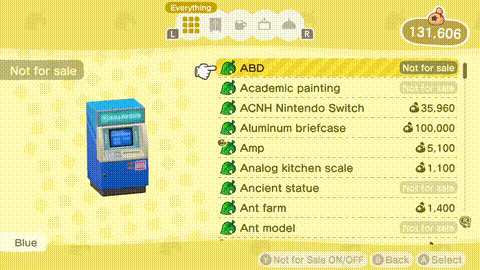 Everything
L
R
131,606
Not for sale
ABD Not for sale
Academic painting Not for sale
ACNH Nintendo Switch 35,960
Aluminum briefcase 100,000
Amp 5,100
Analog kitchen scale 1,100
Ancient statue Not for sale
Ant farm 1,400
Ant model Not for sale
Blue
Y Not for Sale ON/OFF B Back A Select